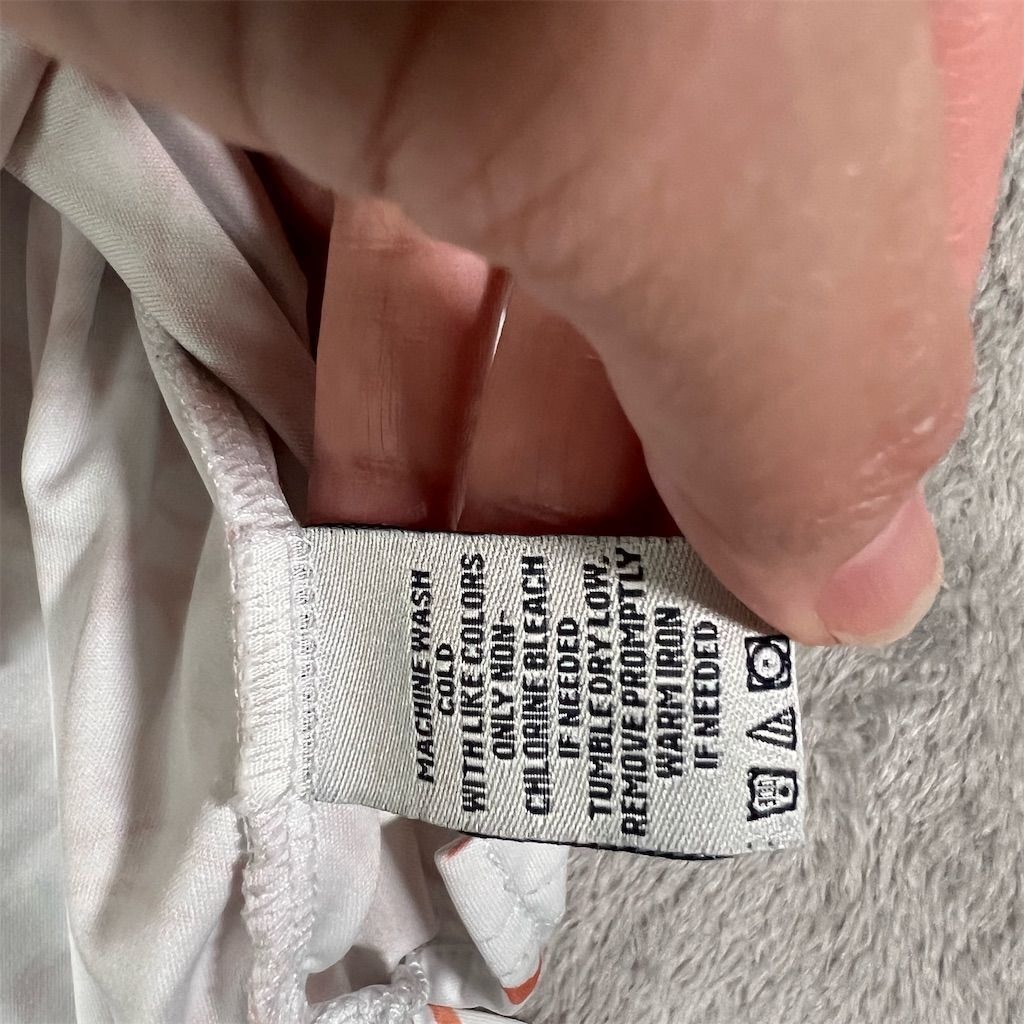 MACHINE WASH
COLD
WITH LIKE COLORS
ONLY NON-
CHLORINE BLEACH
IF NEEDED
TUMBLE DRY LOW.
REMOVE PROMPTLY
WARM IRON
IF NEEDED